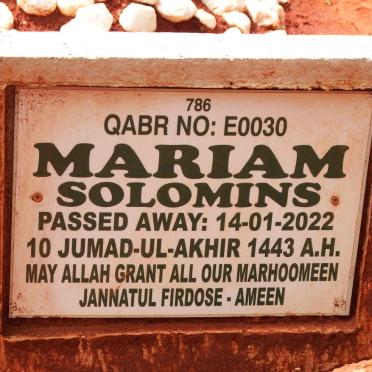 786
QABR NO: E0030
MARIAM
SOLOMINS
PASSED AWAY: 14-01-2022
10 JUMAD-UL-AKHIR 1443 A.H.
MAY ALLAH GRANT ALL OUR MARHOOMEEN
JANNATUL FIRDOSE - AMEEN